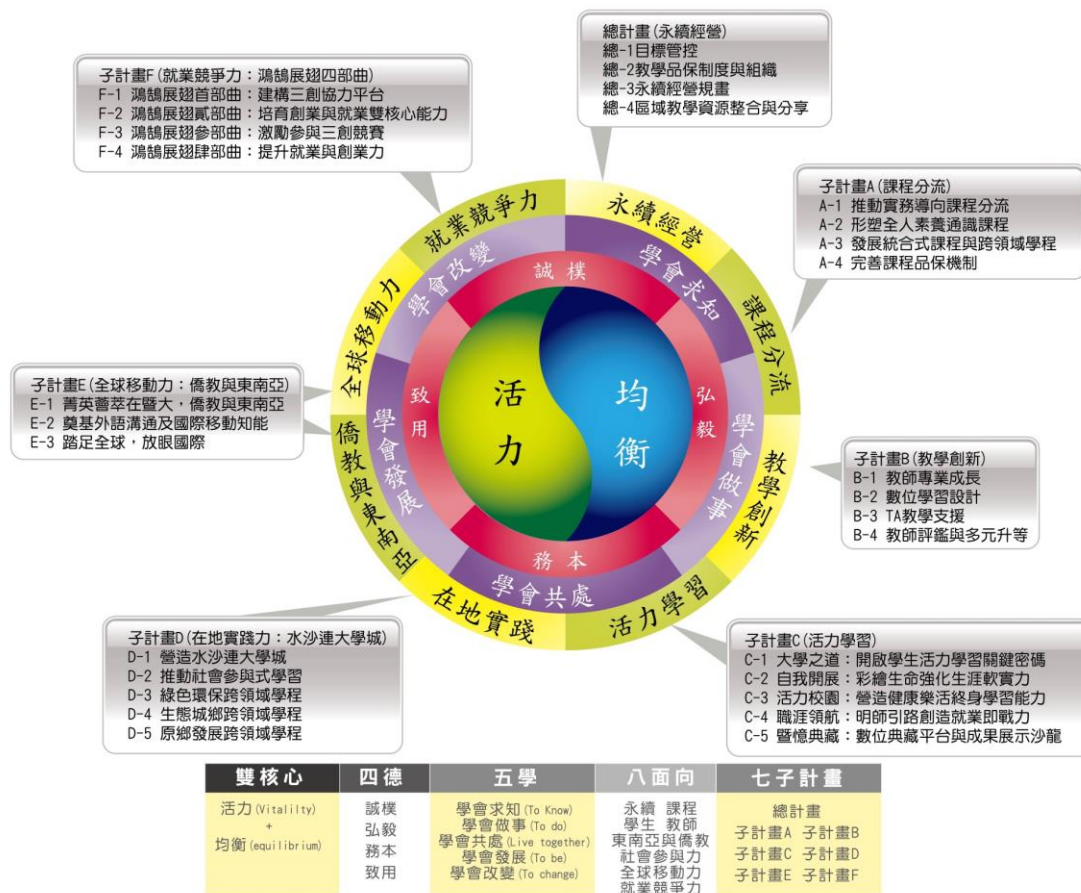 總計畫(永續經營)
總-1目標管控
總-2教學品保制度與組織
總-3永續經營規畫
總-4區域教學資源整合與分享
子計畫F(就業競爭力：鴻鵠展翅四部曲)
F-1 鴻鵠展翅首部曲：建構三創協力平台
F-2 鴻鵠展翅貳部曲：培育創業與就業雙核心能力
F-3 鴻鵠展翅參部曲：激勵參與三創競賽
F-4 鴻鵠展翅肆部曲：提升就業與創業力
子計畫A(課程分流)
A-1 推動實務導向課程分流
A-2 形塑全人素養通識課程
A-3 發展統合式課程與跨領域學程
A-4 完善課程品保機制
永續經營
課程分流
教學創新
活力學習
在地實踐
僑教與東南亞
全球移動力
就業競爭力
學會求知
學會做事
學會共處
學會發展
學會改變
誠樸
弘毅
務本
致用
活力
均衡
子計畫E(全球移動力：僑教與東南亞)
E-1 菁英薈萃在暨大，僑教與東南亞
E-2 奠基外語溝通及國際移動知能
E-3 踏足全球，放眼國際
子計畫B(教學創新)
B-1 教師專業成長
B-2 數位學習設計
B-3 TA教學支援
B-4 教師評鑑與多元升等
子計畫D(在地實踐力：水沙連大學城)
D-1 營造水沙連大學城
D-2 推動社會參與式學習
D-3 綠色環保跨領域學程
D-4 生態城鄉跨領域學程
D-5 原鄉發展跨領域學程
子計畫C(活力學習)
C-1 大學之道：開啟學生活力學習關鍵密碼
C-2 自我開展：彩繪生命強化生涯軟實力
C-3 活力校園：營造健康樂活終身學習能力
C-4 職涯領航：明師引路創造就業即戰力
C-5 暨憶典藏：數位典藏平台與成果展示沙龍
雙核心 四德 五學 八面向 七子計畫
活力(Vitalilty)
+
均衡(equilibrium)
誠樸
弘毅
務本
致用
學會求知(To Know)
學會做事(To do)
學會共處(Live together)
學會發展(To be)
學會改變(To change)
永續 課程
學生 教師
東南亞與僑教
社會參與力
全球移動力
就業競爭力
總計畫
子計畫A 子計畫B
子計畫C 子計畫D
子計畫E 子計畫F